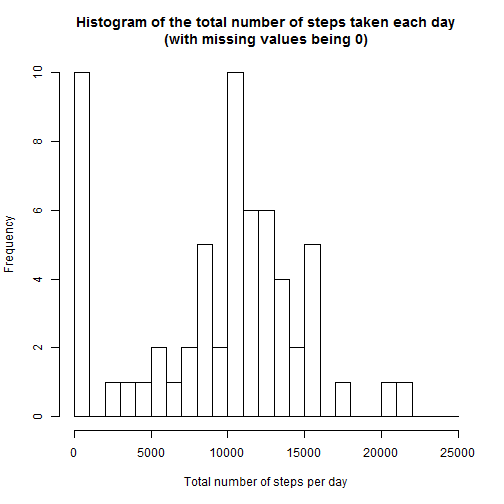 Histogram of the total number of steps taken each day
(with missing values being 0)
Frequency
10
8
6
4
2
0
0 5000 10000 15000 20000 25000
Total number of steps per day